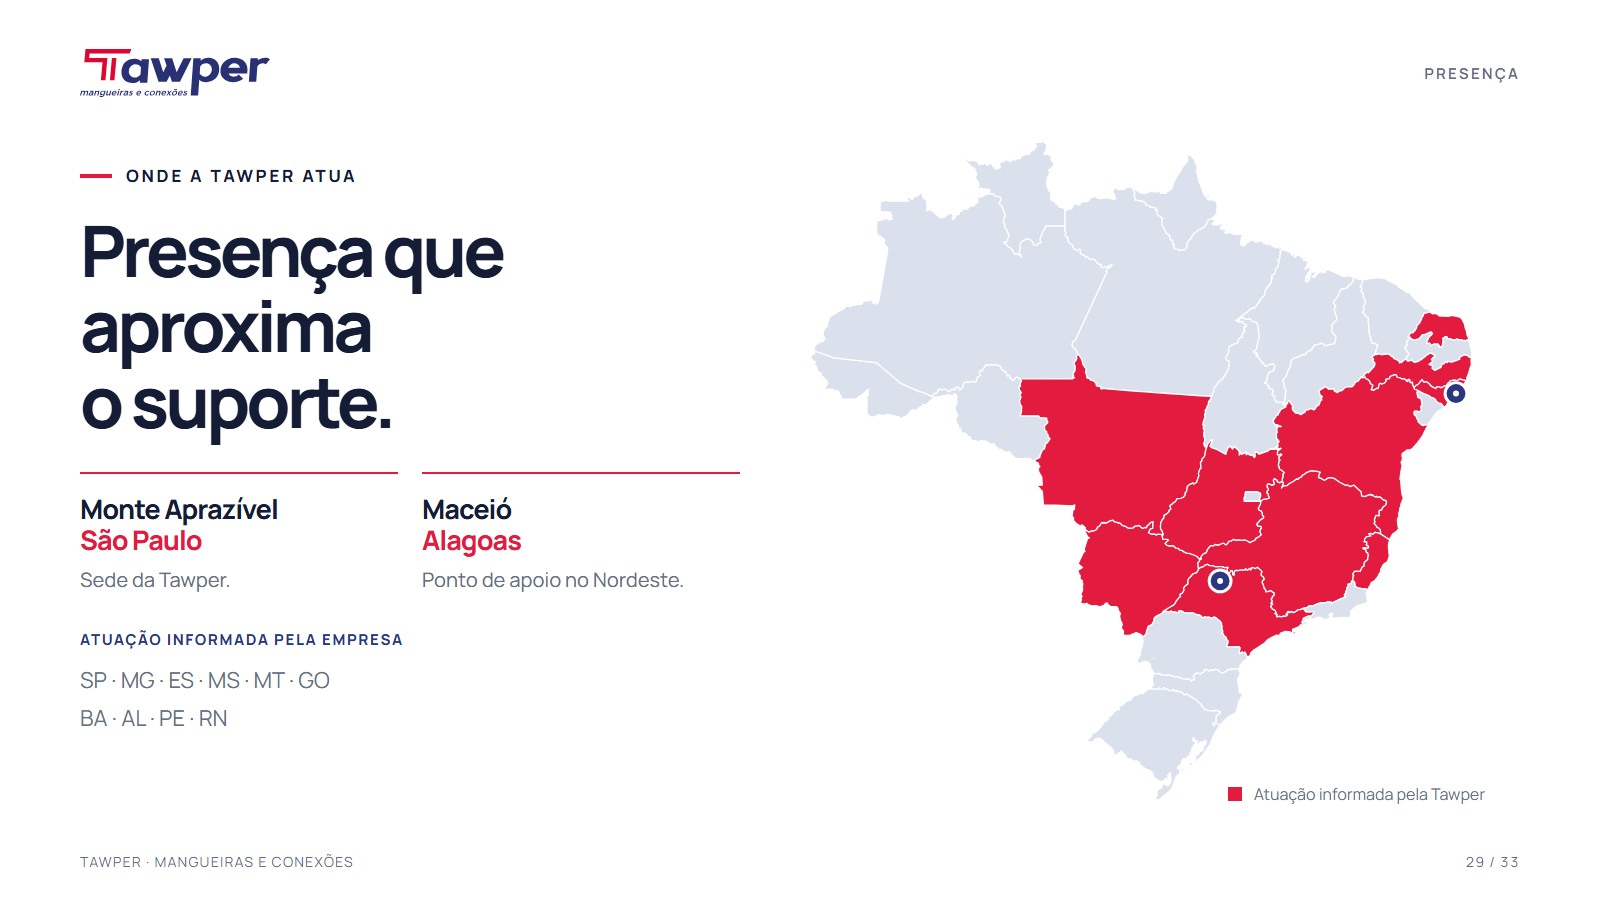 Tawper
mangueiras e conexões
PRESENÇA
ONDE A TAWPER ATUA
Presença que
aproxima
o suporte.
Monte Aprazível
São Paulo
Sede da Tawper.
Maceió
Alagoas
Ponto de apoio no Nordeste.
ATUAÇÃO INFORMADA PELA EMPRESA
SP · MG · ES · MS · MT · GO
BA · AL · PE · RN
Atuação informada pela Tawper
TAWPER · MANGUEIRAS E CONEXÕES
29 / 33